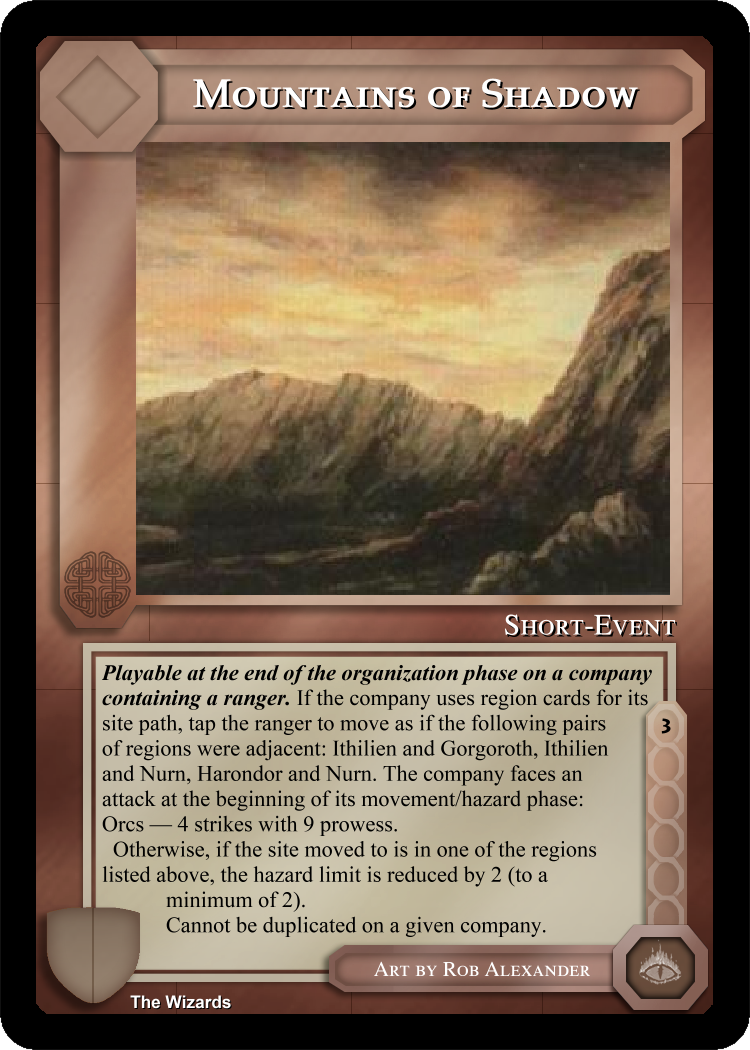 Mountains of Shadow
Short-Event
Playable at the end of the organization phase on a company
containing a ranger. If the company uses region cards for its
site path, tap the ranger to move as if the following pairs
of regions were adjacent: Ithilien and Gorgoroth, Ithilien
and Nurn, Harondor and Nurn. The company faces an
attack at the beginning of its movement/hazard phase:
Orcs — 4 strikes with 9 prowess.
Otherwise, if the site moved to is in one of the regions
listed above, the hazard limit is reduced by 2 (to a
minimum of 2).
Cannot be duplicated on a given company.
3
Art by Rob Alexander
The Wizards